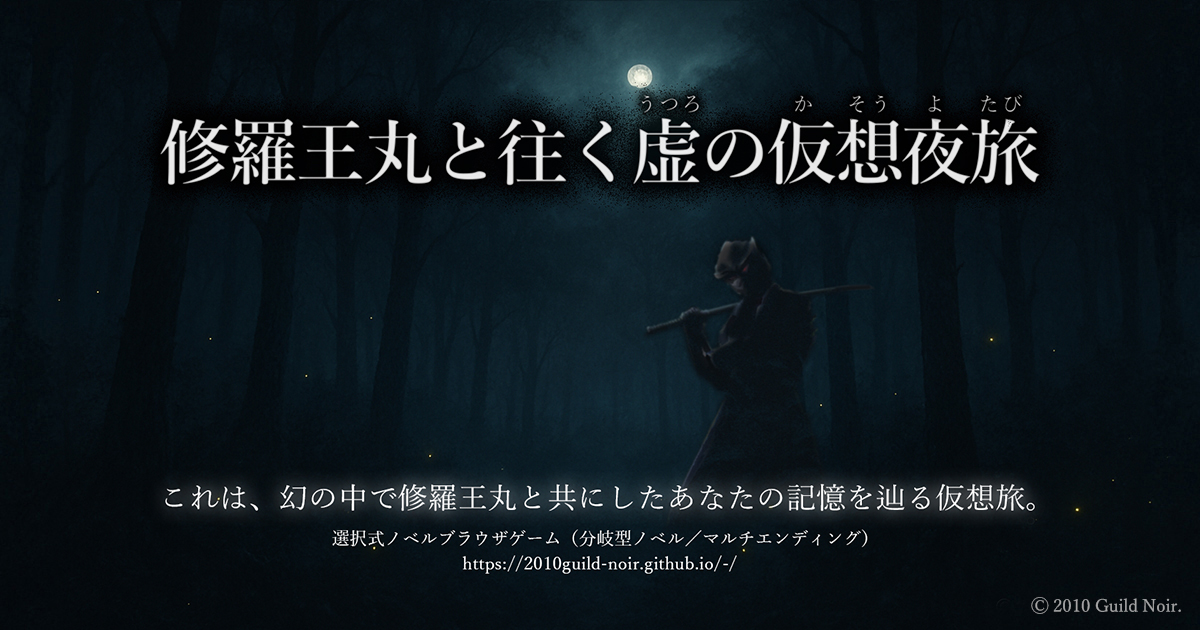 うつろ か そう よ たび
修羅王丸と往く虚の仮想夜旅
これは、幻の中で修羅王丸と共にしたあなたの記憶を辿る仮想旅。
選択式ノベルブラウザゲーム（分岐型ノベル／マルチエンディング）
https://2010guild-noir.github.io/-/
© 2010 Guild Noir.